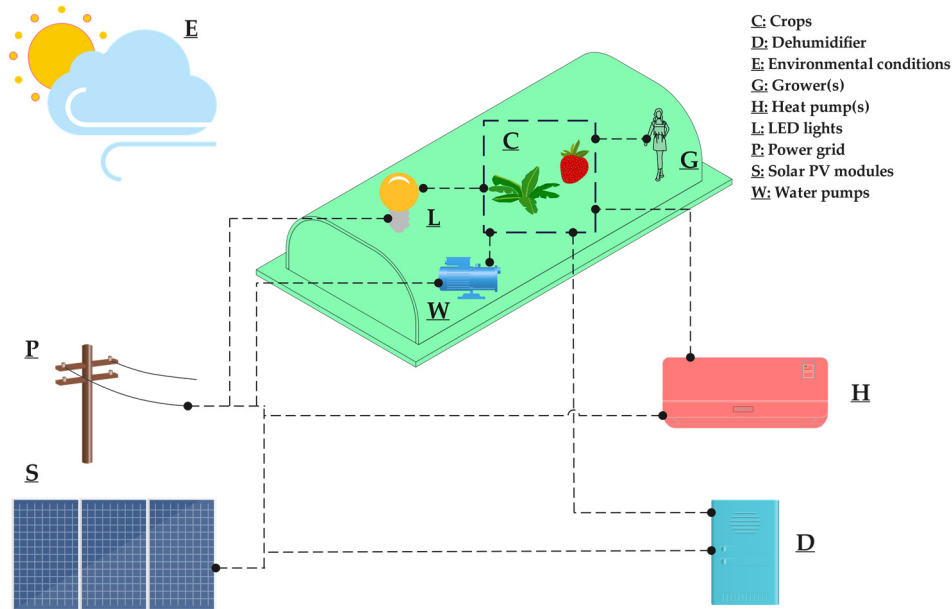 E
C: Crops
D: Dehumidifier
E: Environmental conditions
G: Grower(s)
H: Heat pump(s)
L: LED lights
P: Power grid
S: Solar PV modules
W: Water pumps
C
G
L
W
P
H
S
D